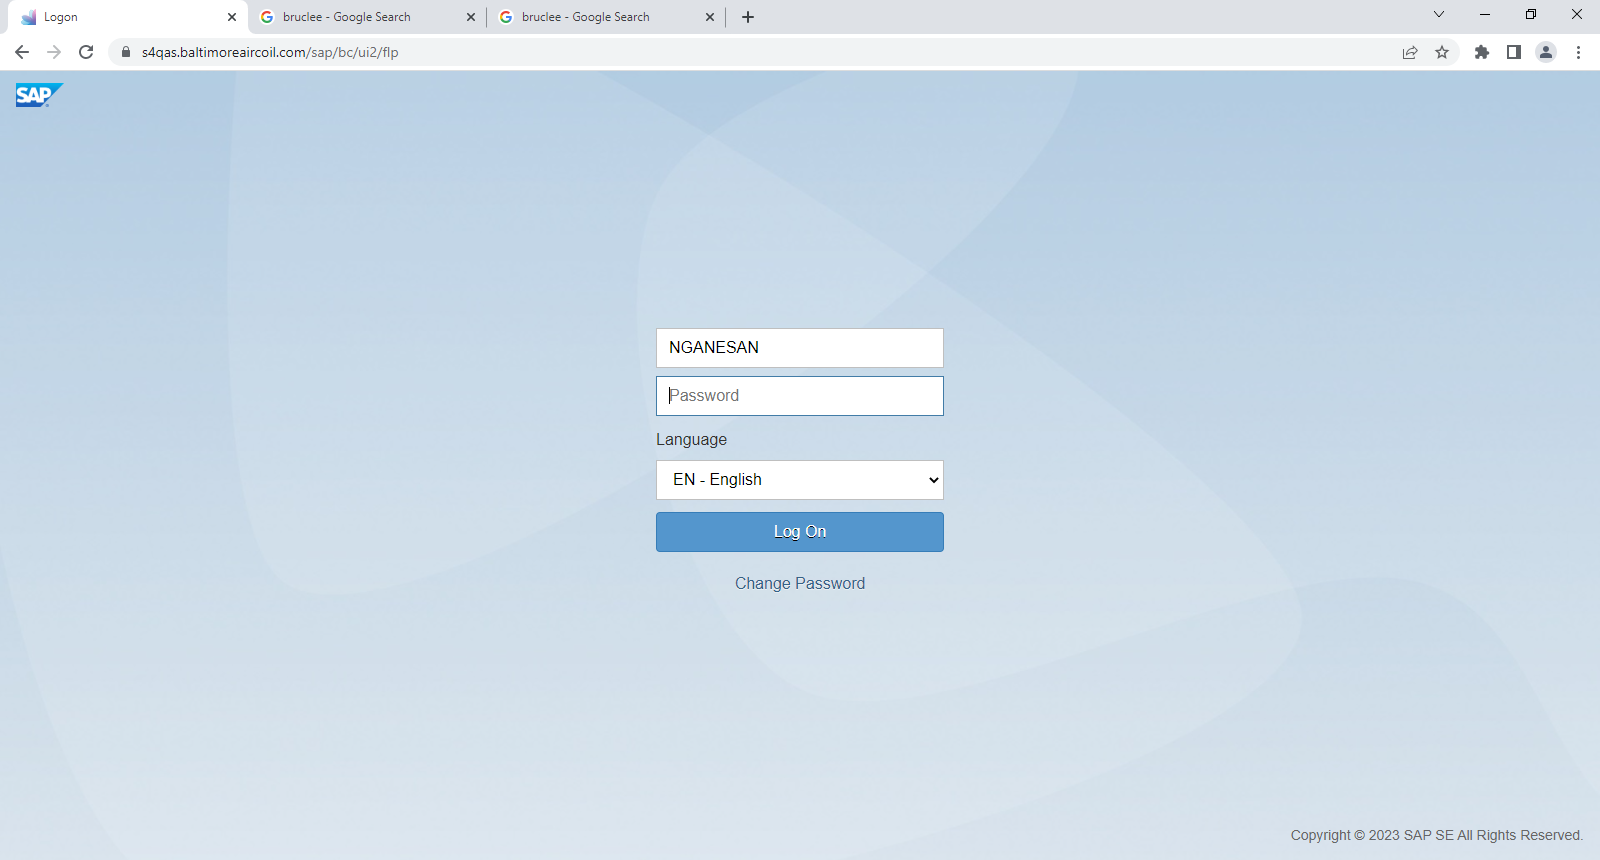 Logon
bruclee - Google Search
bruclee - Google Search
s4qas.baltimoreaircoil.com/sap/bc/ui2/flp
SAP
NGANESAN
Password
Language
EN - English
Log On
Change Password
Copyright © 2023 SAP SE All Rights Reserved.